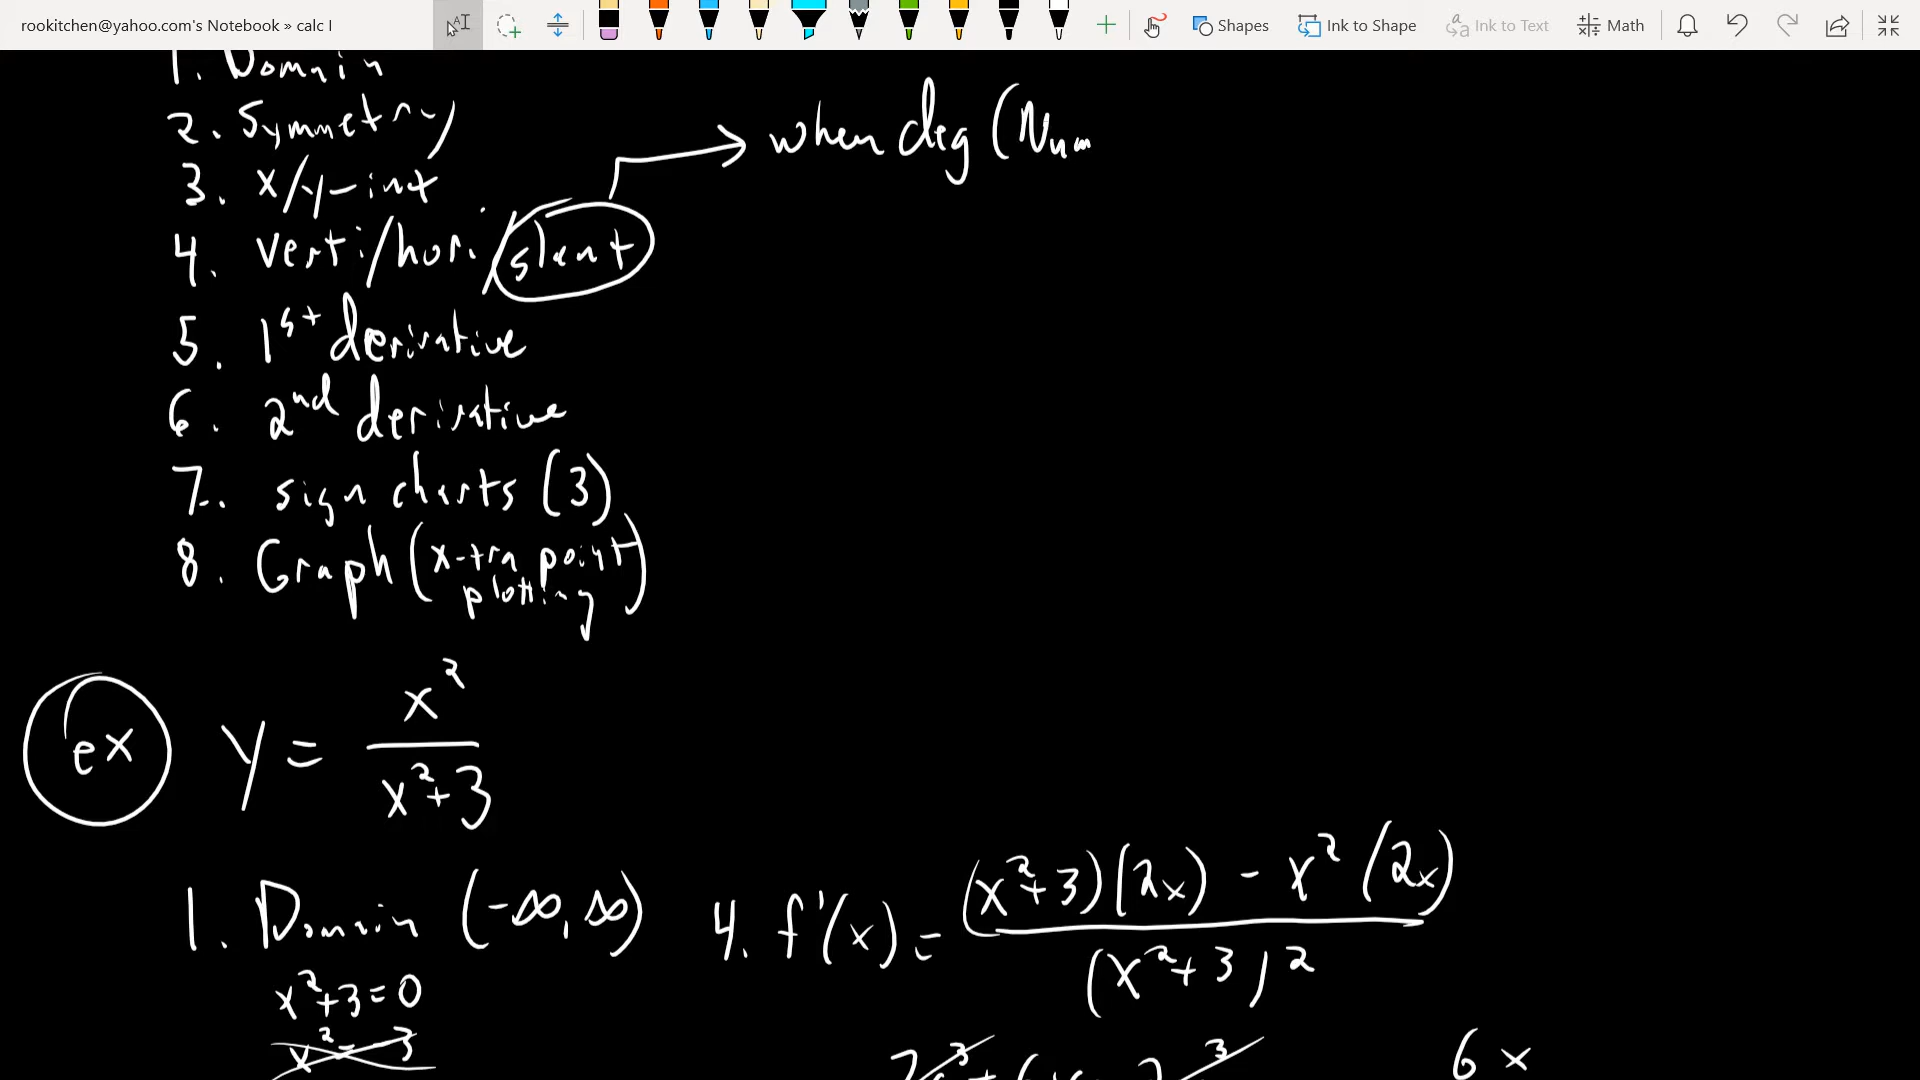 rookitchen@yahoo.com's Notebook » calc I
Shapes
Ink to Shape
Ink to Text
Math
1. Domain
2. Symmetry
3. x/y-int
4. verti/hori/slant
→ when deg (Num
5. 1st derivative
6. 2nd derivative
7. sign charts (3)
8. Graph (x-tra point
plotting)
ex y = x²
x²+3
1. Domain (-∞, ∞)
x²+3=0
x²=-3
4. f'(x) = (x²+3)(2x) - x²(2x)
(x²+3)²
6x